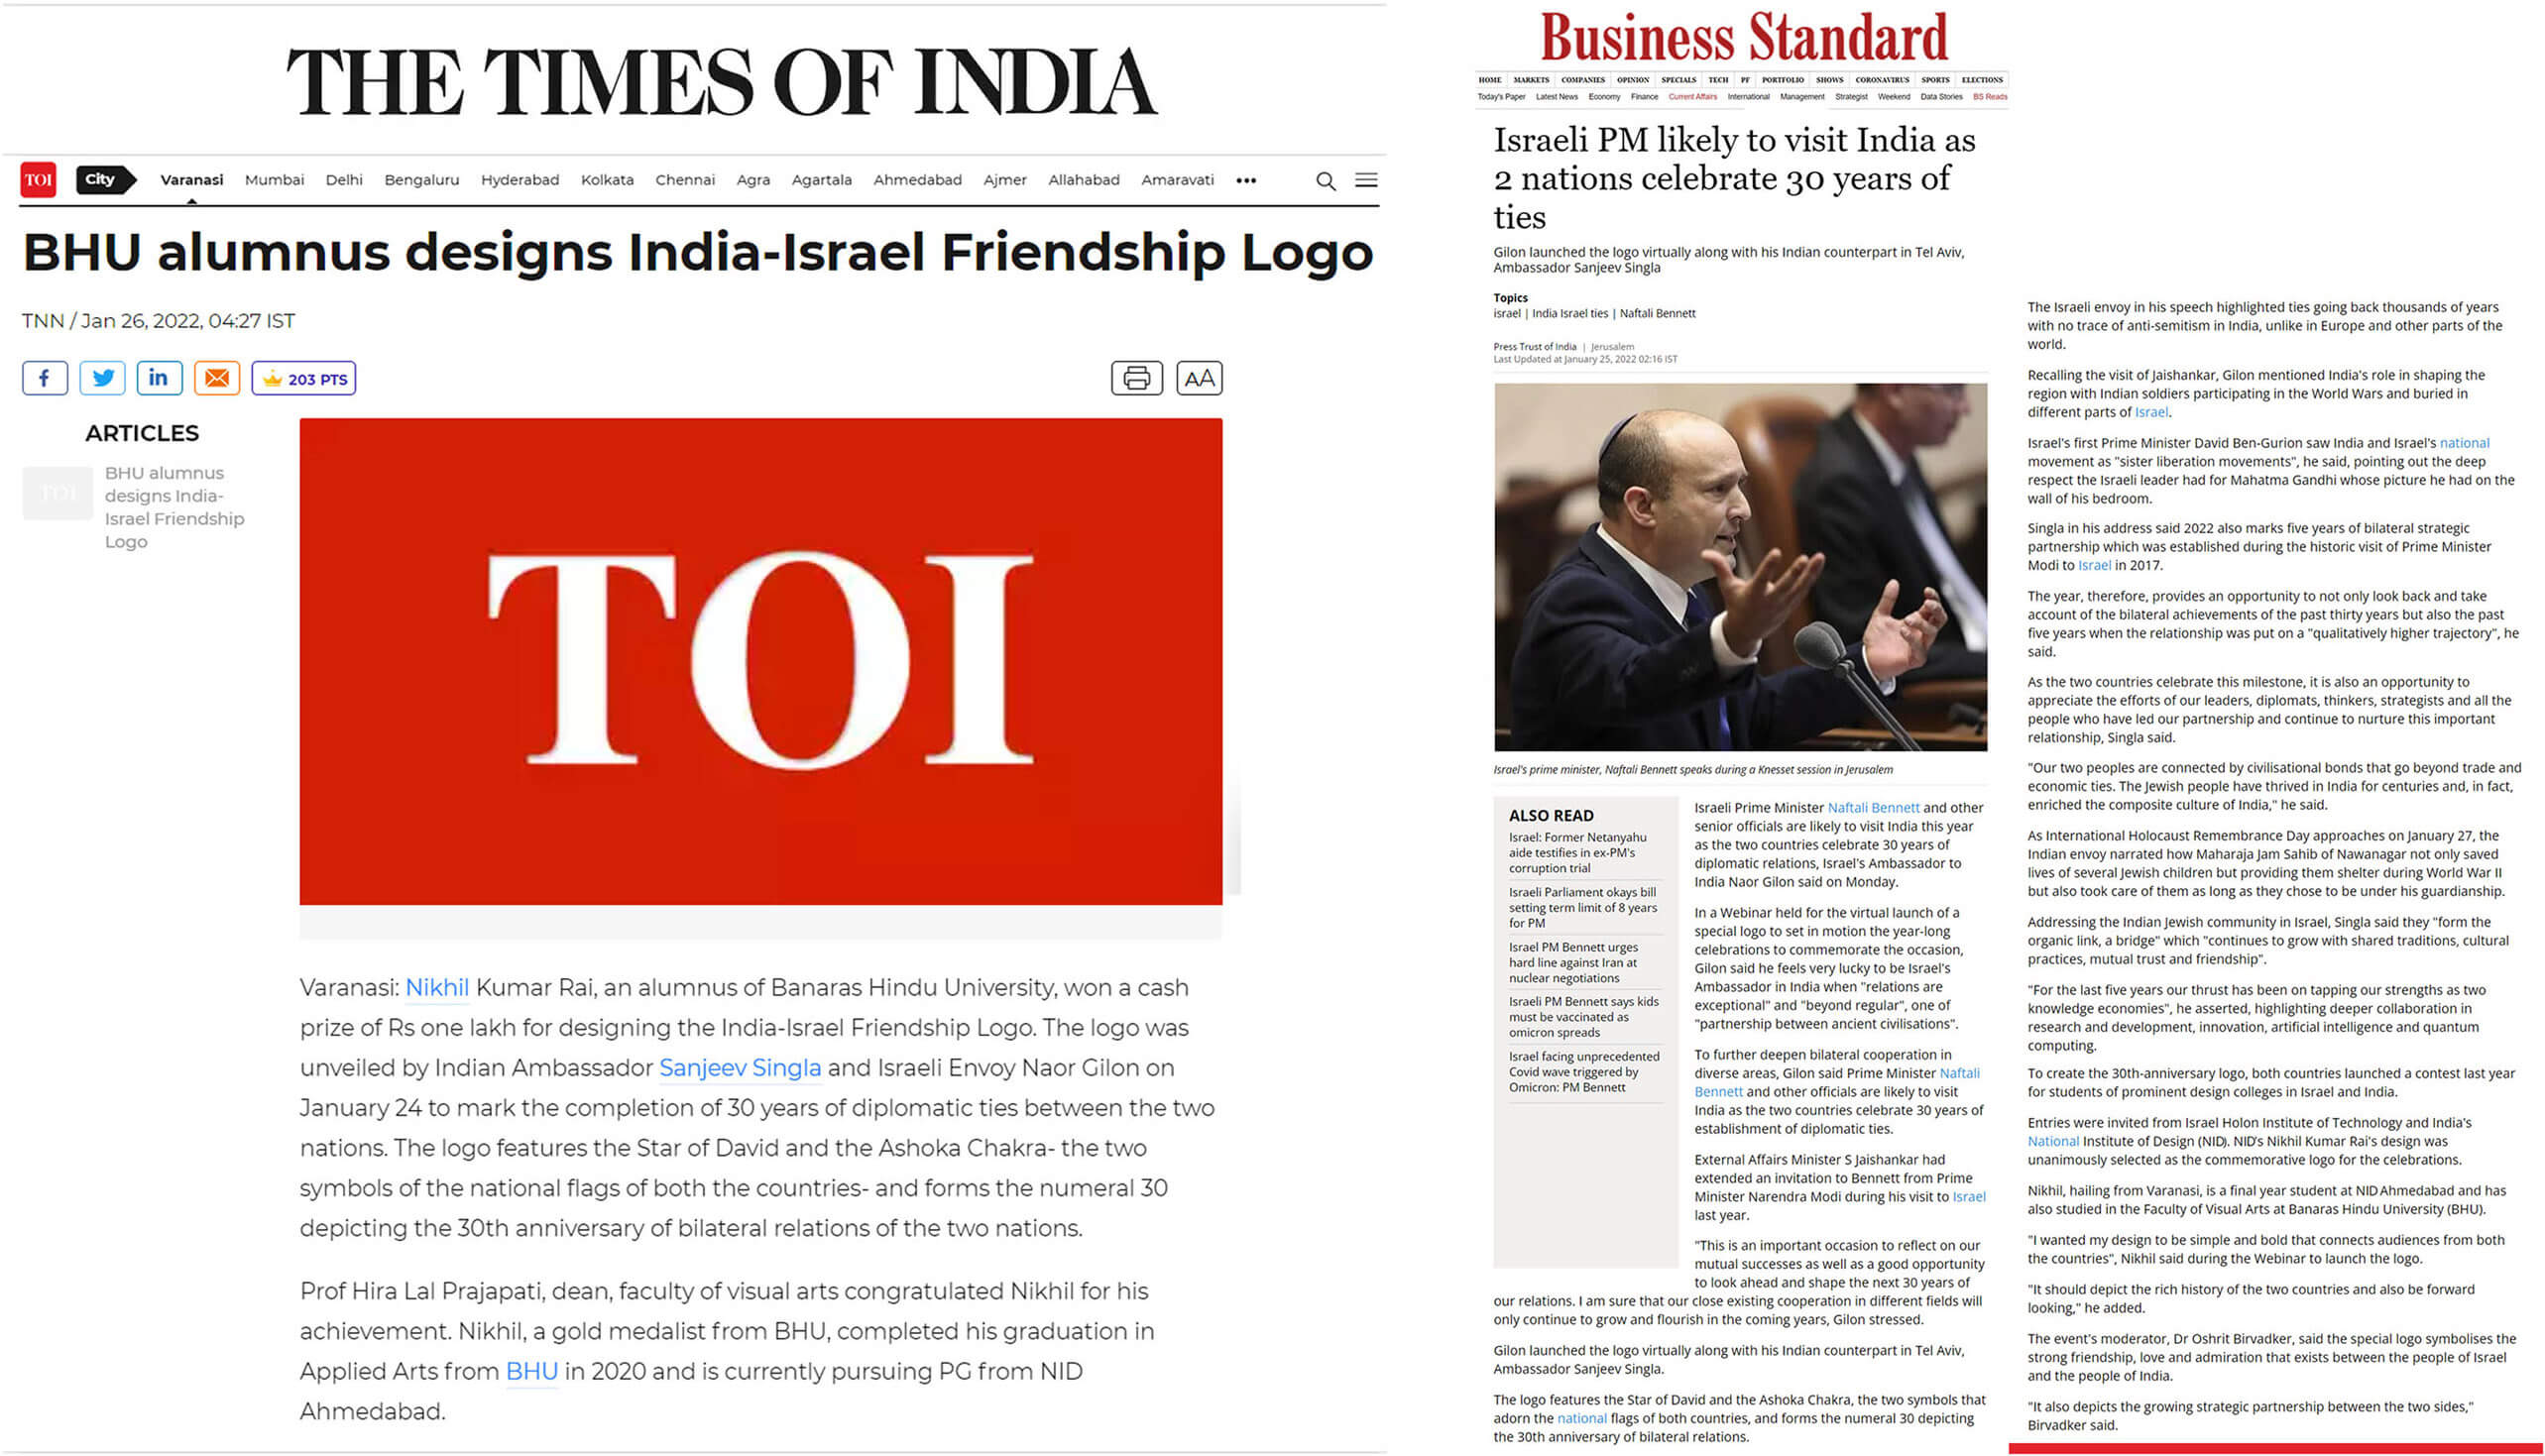 THE TIMES OF INDIA
TOI City Varanasi Mumbai Delhi Bengaluru Hyderabad Kolkata Chennai Agra Agartala Ahmedabad Ajmer Allahabad Amaravati •••
BHU alumnus designs India-Israel Friendship Logo
TNN / Jan 26, 2022, 04:27 IST
f in 203 PTS AA
ARTICLES
TOI
BHU alumnus
designs India-
Israel Friendship
Logo
TOI
Varanasi: Nikhil Kumar Rai, an alumnus of Banaras Hindu University, won a cash
prize of Rs one lakh for designing the India-Israel Friendship Logo. The logo was
unveiled by Indian Ambassador Sanjeev Singla and Israeli Envoy Naor Gilon on
January 24 to mark the completion of 30 years of diplomatic ties between the two
nations. The logo features the Star of David and the Ashoka Chakra- the two
symbols of the national flags of both the countries- and forms the numeral 30
depicting the 30th anniversary of bilateral relations of the two nations.
Prof Hira Lal Prajapati, dean, faculty of visual arts congratulated Nikhil for his
achievement. Nikhil, a gold medalist from BHU, completed his graduation in
Applied Arts from BHU in 2020 and is currently pursuing PG from NID
Ahmedabad.
Business Standard
HOME MARKETS COMPANIES OPINION SPECIALS TECH PF PORTFOLIO SHOWS CORONAVIRUS SPORTS ELECTIONS
Today's Paper Latest News Economy Finance Current Affairs International Management Strategist Weekend Data Stories BS Reads
Israeli PM likely to visit India as
2 nations celebrate 30 years of
ties
Gilon launched the logo virtually along with his Indian counterpart in Tel Aviv,
Ambassador Sanjeev Singla
Topics
israel | India Israel ties | Naftali Bennett
Press Trust of India | Jerusalem
Last Updated at January 25, 2022 02:16 IST
Israel's prime minister, Naftali Bennett speaks during a Knesset session in Jerusalem
ALSO READ
Israel: Former Netanyahu
aide testifies in ex-PM's
corruption trial
Israeli Parliament okays bill
setting term limit of 8 years
for PM
Israel PM Bennett urges
hard line against Iran at
nuclear negotiations
Israeli PM Bennett says kids
must be vaccinated as
omicron spreads
Israel facing unprecedented
Covid wave triggered by
Omicron: PM Bennett
Israeli Prime Minister Naftali Bennett and other
senior officials are likely to visit India this year
as the two countries celebrate 30 years of
diplomatic relations, Israel's Ambassador to
India Naor Gilon said on Monday.
In a Webinar held for the virtual launch of a
special logo to set in motion the year-long
celebrations to commemorate the occasion,
Gilon said he feels very lucky to be Israel's
Ambassador in India when "relations are
exceptional" and "beyond regular", one of
"partnership between ancient civilisations".
To further deepen bilateral cooperation in
diverse areas, Gilon said Prime Minister Naftali
Bennett and other officials are likely to visit
India as the two countries celebrate 30 years of
establishment of diplomatic ties.
External Affairs Minister S Jaishankar had
extended an invitation to Bennett from Prime
Minister Narendra Modi during his visit to Israel
last year.
"This is an important occasion to reflect on our
mutual successes as well as a good opportunity
to look ahead and shape the next 30 years of
our relations. I am sure that our close existing cooperation in different fields will
only continue to grow and flourish in the coming years, Gilon stressed.
Gilon launched the logo virtually along with his Indian counterpart in Tel Aviv,
Ambassador Sanjeev Singla.
The logo features the Star of David and the Ashoka Chakra, the two symbols that
adorn the national flags of both countries, and forms the numeral 30 depicting
the 30th anniversary of bilateral relations.
The Israeli envoy in his speech highlighted ties going back thousands of years
with no trace of anti-semitism in India, unlike in Europe and other parts of the
world.
Recalling the visit of Jaishankar, Gilon mentioned India's role in shaping the
region with Indian soldiers participating in the World Wars and buried in
different parts of Israel.
Israel's first Prime Minister David Ben-Gurion saw India and Israel's national
movement as "sister liberation movements", he said, pointing out the deep
respect the Israeli leader had for Mahatma Gandhi whose picture he had on the
wall of his bedroom.
Singla in his address said 2022 also marks five years of bilateral strategic
partnership which was established during the historic visit of Prime Minister
Modi to Israel in 2017.
The year, therefore, provides an opportunity to not only look back and take
account of the bilateral achievements of the past thirty years but also the past
five years when the relationship was put on a "qualitatively higher trajectory", he
said.
As the two countries celebrate this milestone, it is also an opportunity to
appreciate the efforts of our leaders, diplomats, thinkers, strategists and all the
people who have led our partnership and continue to nurture this important
relationship, Singla said.
"Our two peoples are connected by civilisational bonds that go beyond trade and
economic ties. The Jewish people have thrived in India for centuries and, in fact,
enriched the composite culture of India," he said.
As International Holocaust Remembrance Day approaches on January 27, the
Indian envoy narrated how Maharaja Jam Sahib of Nawanagar not only saved
lives of several Jewish children but providing them shelter during World War II
but also took care of them as long as they chose to be under his guardianship.
Addressing the Indian Jewish community in Israel, Singla said they "form the
organic link, a bridge" which "continues to grow with shared traditions, cultural
practices, mutual trust and friendship".
"For the last five years our thrust has been on tapping our strengths as two
knowledge economies", he asserted, highlighting deeper collaboration in
research and development, innovation, artificial intelligence and quantum
computing.
To create the 30th-anniversary logo, both countries launched a contest last year
for students of prominent design colleges in Israel and India.
Entries were invited from Israel Holon Institute of Technology and India's
National Institute of Design (NID). NID's Nikhil Kumar Rai's design was
unanimously selected as the commemorative logo for the celebrations.
Nikhil, hailing from Varanasi, is a final year student at NID Ahmedabad and has
also studied in the Faculty of Visual Arts at Banaras Hindu University (BHU).
"I wanted my design to be simple and bold that connects audiences from both
the countries", Nikhil said during the Webinar to launch the logo.
"It should depict the rich history of the two countries and also be forward
looking," he added.
The event's moderator, Dr Oshrit Birvadker, said the special logo symbolises the
strong friendship, love and admiration that exists between the people of Israel
and the people of India.
"It also depicts the growing strategic partnership between the two sides,"
Birvadker said.